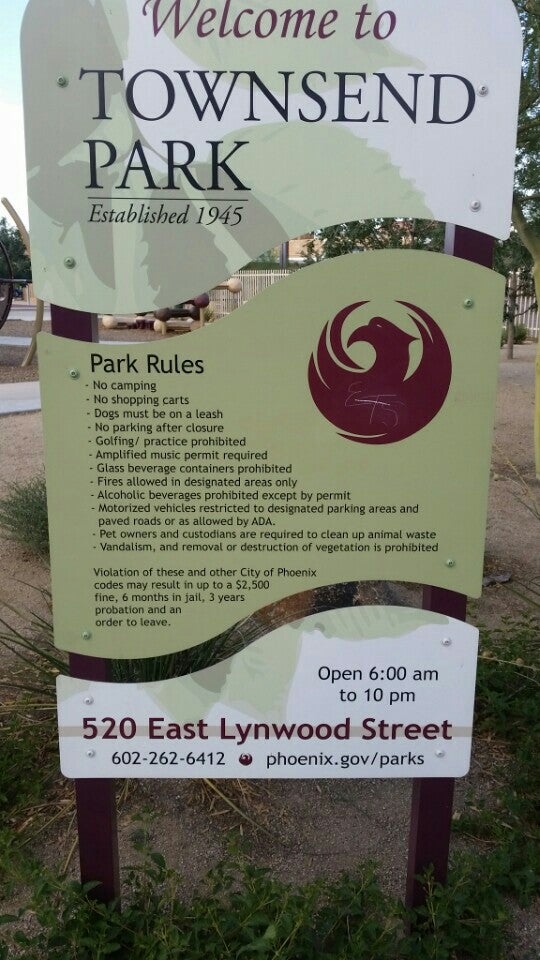 Welcome to
TOWNSEND
PARK
Established 1945
Park Rules
- No camping
- No shopping carts
- Dogs must be on a leash
- No parking after closure
- Golfing/ practice prohibited
- Amplified music permit required
- Glass beverage containers prohibited
- Fires allowed in designated areas only
- Alcoholic beverages prohibited except by permit
- Motorized vehicles restricted to designated parking areas and
paved roads or as allowed by ADA.
- Pet owners and custodians are required to clean up animal waste
- Vandalism, and removal or destruction of vegetation is prohibited
Violation of these and other City of Phoenix
codes may result in up to a $2,500
fine, 6 months in jail, 3 years
probation and an
order to leave.
Open 6:00 am
to 10 pm
520 East Lynwood Street
602-262-6412 phoenix.gov/parks